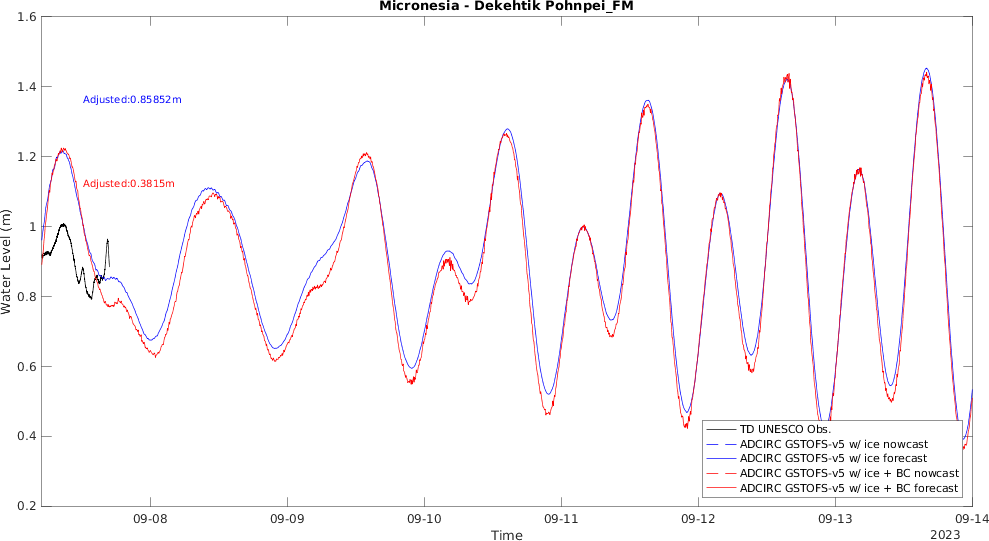 Micronesia - Dekehtik Pohnpei_FM
1.6
1.4
1.2
1
0.8
0.6
0.4
0.2
Water Level (m)
Adjusted:0.85852m
Adjusted:0.3815m
TD UNESCO Obs.
ADCIRC GSTOFS-v5 w/ ice nowcast
ADCIRC GSTOFS-v5 w/ ice forecast
ADCIRC GSTOFS-v5 w/ ice + BC nowcast
ADCIRC GSTOFS-v5 w/ ice + BC forecast
09-08 09-09 09-10 09-11 09-12 09-13 09-14
Time
2023